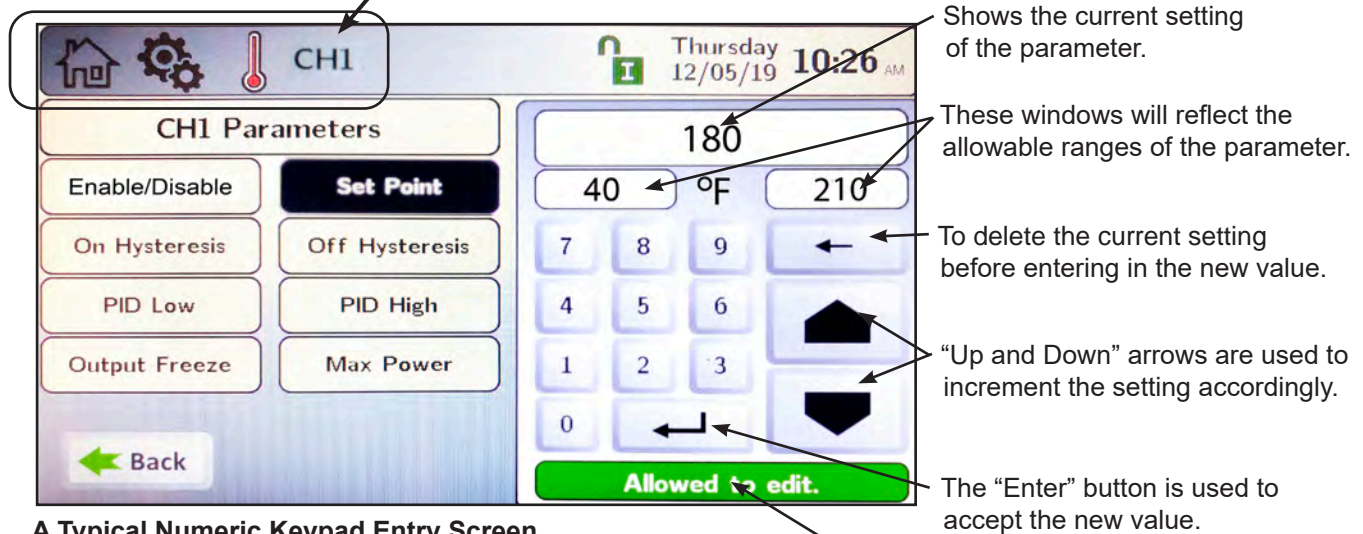 CH1
I
Thursday
12/05/19
10:26 AM
CH1 Parameters
Enable/Disable
Set Point
On Hysteresis
Off Hysteresis
PID Low
PID High
Output Freeze
Max Power
Back
180
40
°F
210
7 8 9
4 5 6
1 2 3
0
Allowed to edit.
Shows the current setting
of the parameter.
These windows will reflect the
allowable ranges of the parameter.
To delete the current setting
before entering in the new value.
“Up and Down” arrows are used to
increment the setting accordingly.
The “Enter” button is used to
accept the new value.
A Typical Numeric Keypad Entry Screen